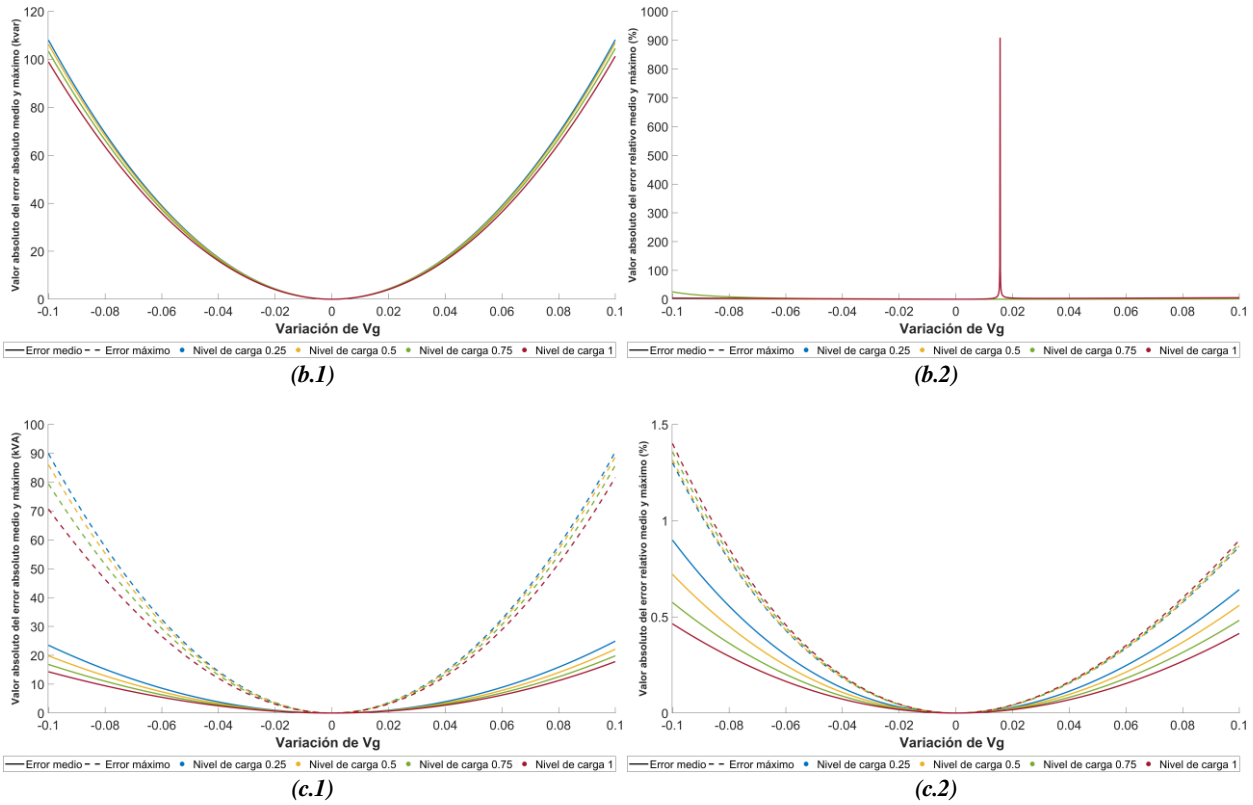 Valor absoluto del error absoluto medio y máximo (kvar)
120
100
80
60
40
20
0
-0.1 -0.08 -0.06 -0.04 -0.02 0 0.02 0.04 0.06 0.08 0.1
Variación de Vg
Error medio Error máximo Nivel de carga 0.25 Nivel de carga 0.5 Nivel de carga 0.75 Nivel de carga 1
(b.1)
Valor absoluto del error relativo medio y máximo (%)
1000
900
800
700
600
500
400
300
200
100
0
-0.1 -0.08 -0.06 -0.04 -0.02 0 0.02 0.04 0.06 0.08 0.1
Variación de Vg
Error medio Error máximo Nivel de carga 0.25 Nivel de carga 0.5 Nivel de carga 0.75 Nivel de carga 1
(b.2)
Valor absoluto del error absoluto medio y máximo (kVA)
100
90
80
70
60
50
40
30
20
10
0
-0.1 -0.08 -0.06 -0.04 -0.02 0 0.02 0.04 0.06 0.08 0.1
Variación de Vg
Error medio Error máximo Nivel de carga 0.25 Nivel de carga 0.5 Nivel de carga 0.75 Nivel de carga 1
(c.1)
Valor absoluto del error relativo medio y máximo (%)
1.5
1
0.5
0
-0.1 -0.08 -0.06 -0.04 -0.02 0 0.02 0.04 0.06 0.08 0.1
Variación de Vg
Error medio Error máximo Nivel de carga 0.25 Nivel de carga 0.5 Nivel de carga 0.75 Nivel de carga 1
(c.2)